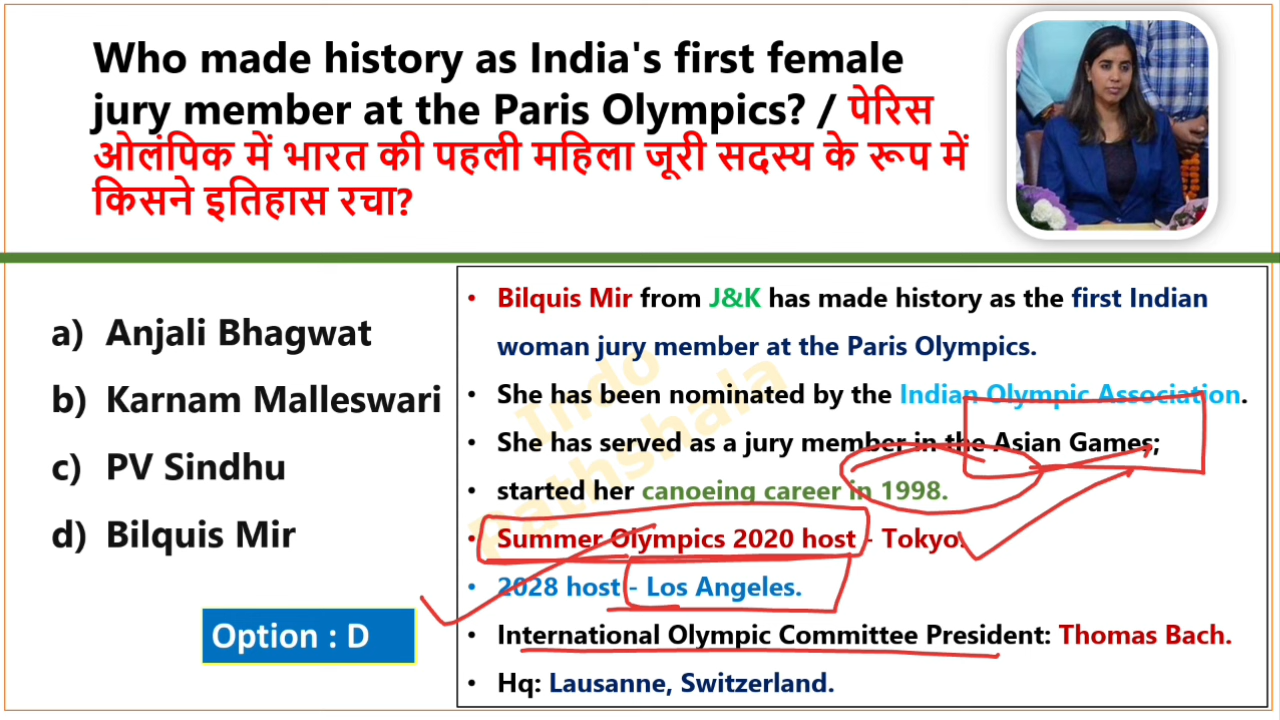 Who made history as India's first female
jury member at the Paris Olympics? / पेरिस
ओलंपिक में भारत की पहली महिला जूरी सदस्य के रूप में
किसने इतिहास रचा?
a) Anjali Bhagwat
b) Karnam Malleswari
c) PV Sindhu
d) Bilquis Mir
Option : D
• Bilquis Mir from J&K has made history as the first Indian
woman jury member at the Paris Olympics.
• She has been nominated by the Indian Olympic Association.
• She has served as a jury member in the Asian Games;
• started her canoeing career in 1998.
• Summer Olympics 2020 host - Tokyo.
• 2028 host - Los Angeles.
• International Olympic Committee President: Thomas Bach.
• Hq: Lausanne, Switzerland.
Indo
Pathshala